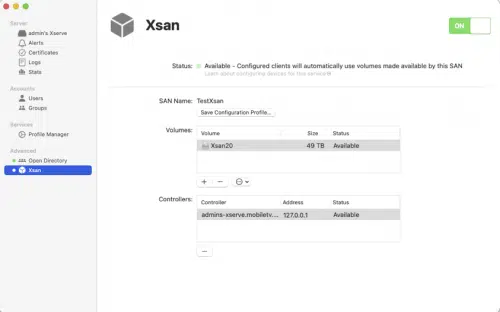 Server
admin's Xserve
Alerts
Certificates
Logs
Stats
Accounts
Users
Groups
Services
Profile Manager
Advanced
Open Directory
Xsan
Xsan
ON
Status: Available - Configured clients will automatically use volumes made available by this SAN
Learn about configuring devices for this service
SAN Name: TestXsan
Save Configuration Profile...
Volumes:
Volume Size Status
Xsan20 49 TB Available
Controllers:
Controller Address Status
admins-xserve.mobiletv... 127.0.0.1 Available